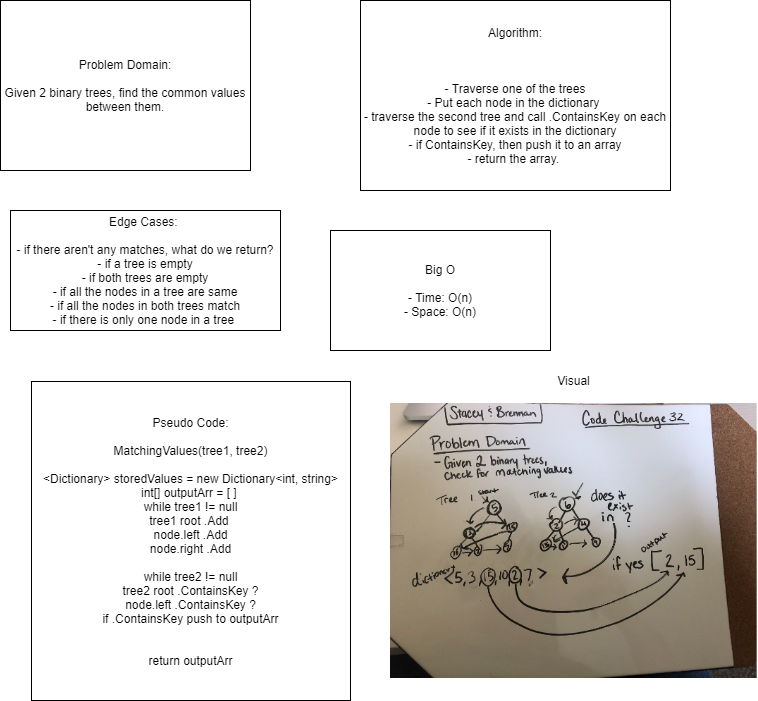 Problem Domain:
Given 2 binary trees, find the common values
between them.
Algorithm:
- Traverse one of the trees
- Put each node in the dictionary
- traverse the second tree and call .ContainsKey on each
node to see if it exists in the dictionary
- if ContainsKey, then push it to an array
- return the array.
Edge Cases:
- if there aren't any matches, what do we return?
- if a tree is empty
- if both trees are empty
- if all the nodes in a tree are same
- if all the nodes in both trees match
- if there is only one node in a tree
Big O
- Time: O(n)
- Space: O(n)
Pseudo Code:
MatchingValues(tree1, tree2)
<Dictionary> storedValues = new Dictionary<int, string>
int[] outputArr = [ ]
while tree1 != null
tree1 root .Add
node.left .Add
node.right .Add
while tree2 != null
tree2 root .ContainsKey ?
node.left .ContainsKey ?
if .ContainsKey push to outputArr
return outputArr
Visual
Stacey & Brennan
Code Challenge 32
Problem Domain
- Given 2 binary trees,
check for matching values
Tree 1
start
5
Tree 2
6
does it
exist
in ?
2
output
if yes [2, 15]
dictionary <5, 3, 15, 10, 2, 7>